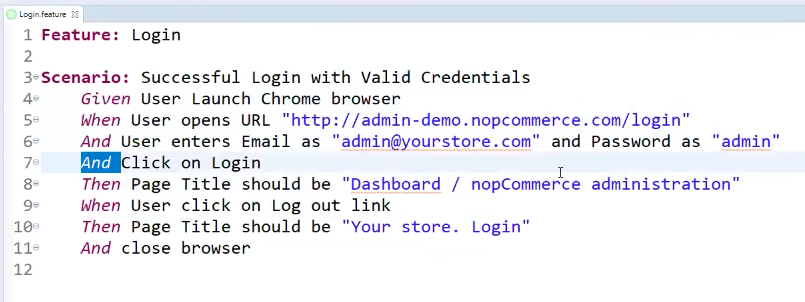 Login.feature
1 Feature: Login
2
3 Scenario: Successful Login with Valid Credentials
4 Given User Launch Chrome browser
5 When User opens URL "http://admin-demo.nopcommerce.com/login"
6 And User enters Email as "admin@yourstore.com" and Password as "admin"
7 And Click on Login
8 Then Page Title should be "Dashboard / nopCommerce administration"
9 When User click on Log out link
10 Then Page Title should be "Your store. Login"
11 And close browser
12